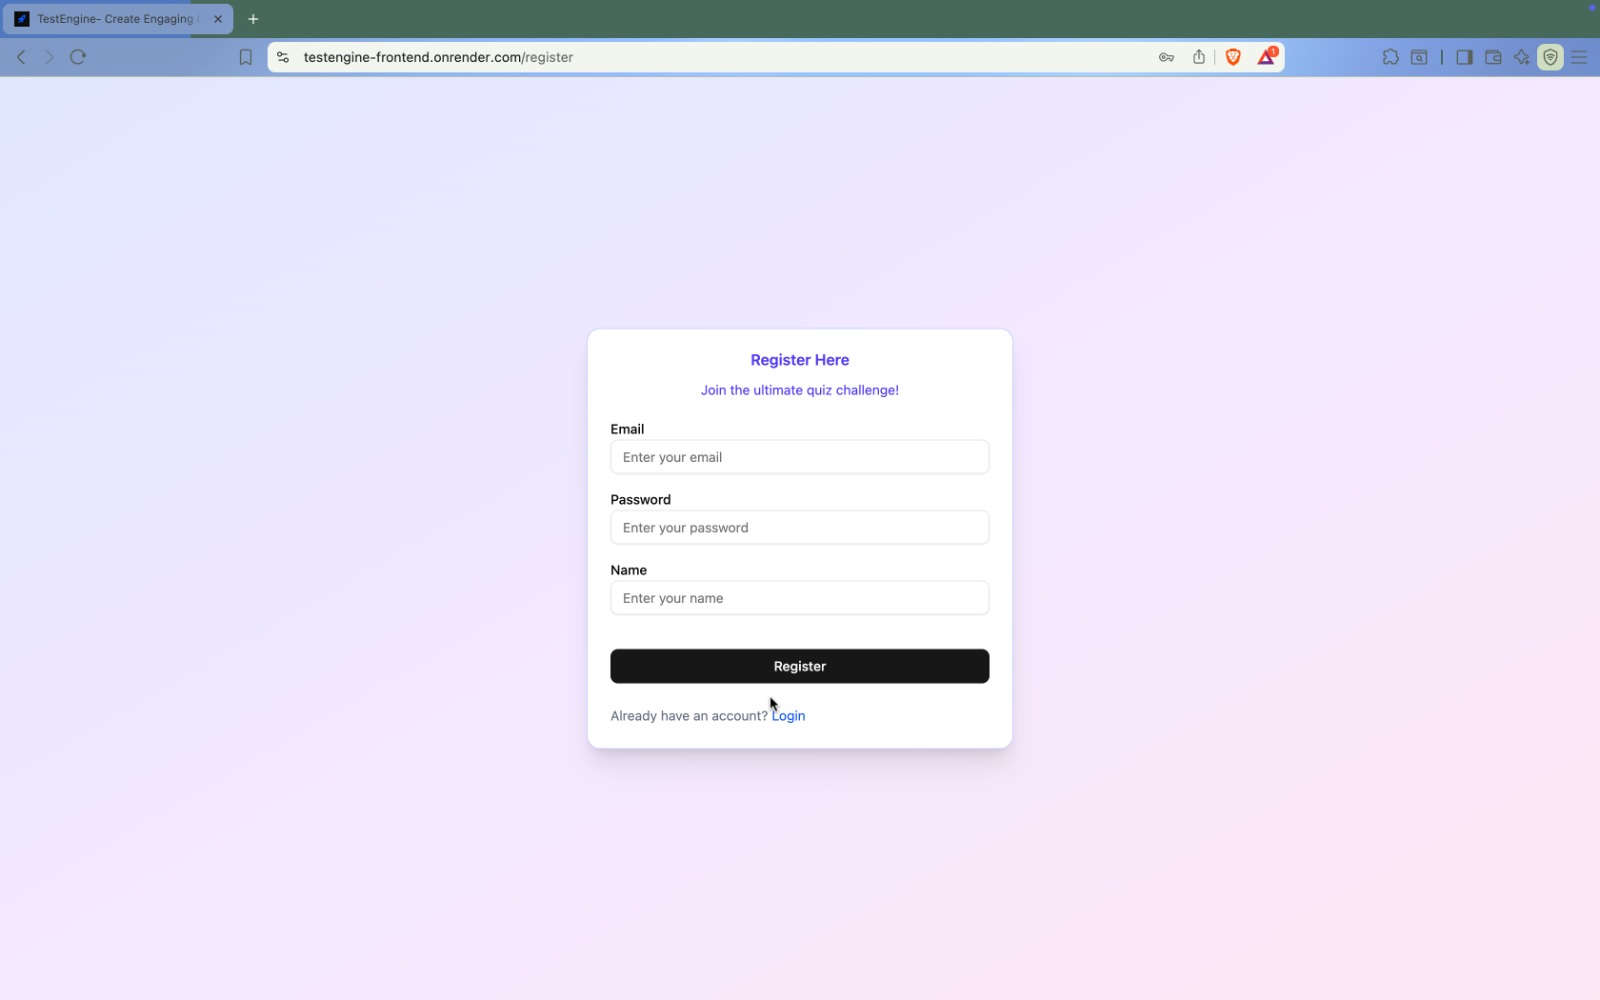 TestEngine- Create Engaging
testengine-frontend.onrender.com/register
1
Register Here
Join the ultimate quiz challenge!
Email
Enter your email
Password
Enter your password
Name
Enter your name
Register
Already have an account? Login